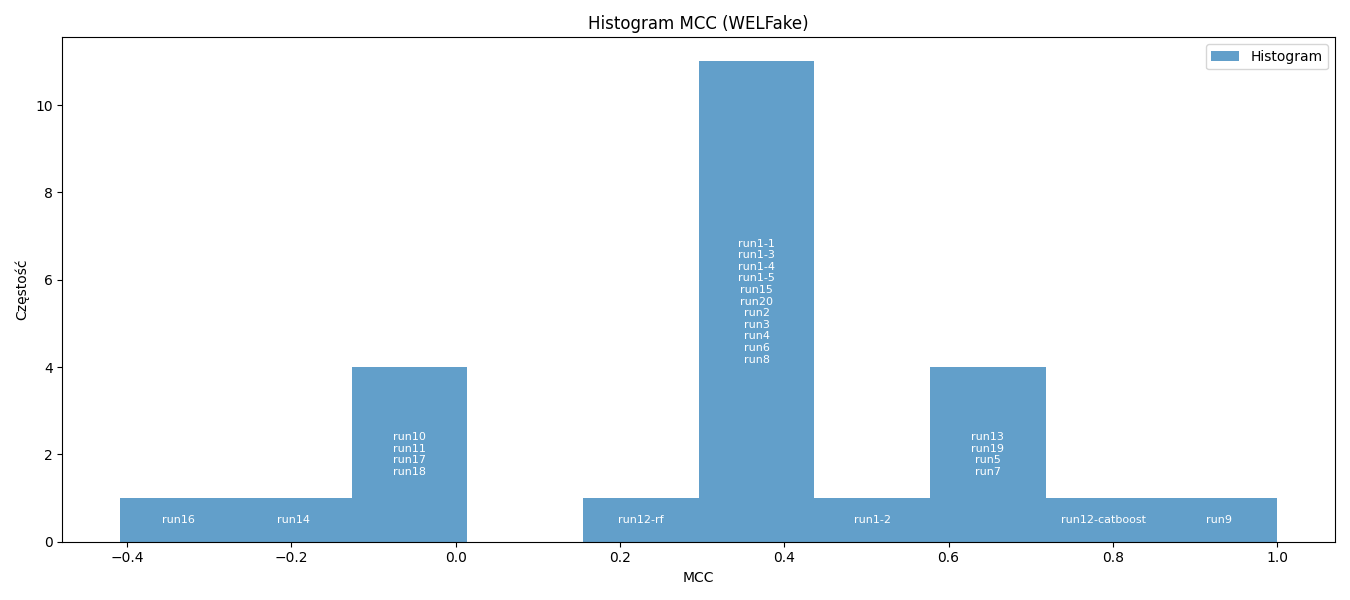 Histogram MCC (WELFake)
Histogram
Częstość
10
8
6
4
2
0
run1-1
run1-3
run1-4
run1-5
run15
run20
run2
run3
run4
run6
run8
run10
run11
run17
run18
run13
run19
run5
run7
run16
run14
run12-rf
run1-2
run12-catboost
run9
−0.4
−0.2
0.0
0.2
0.4
0.6
0.8
1.0
MCC